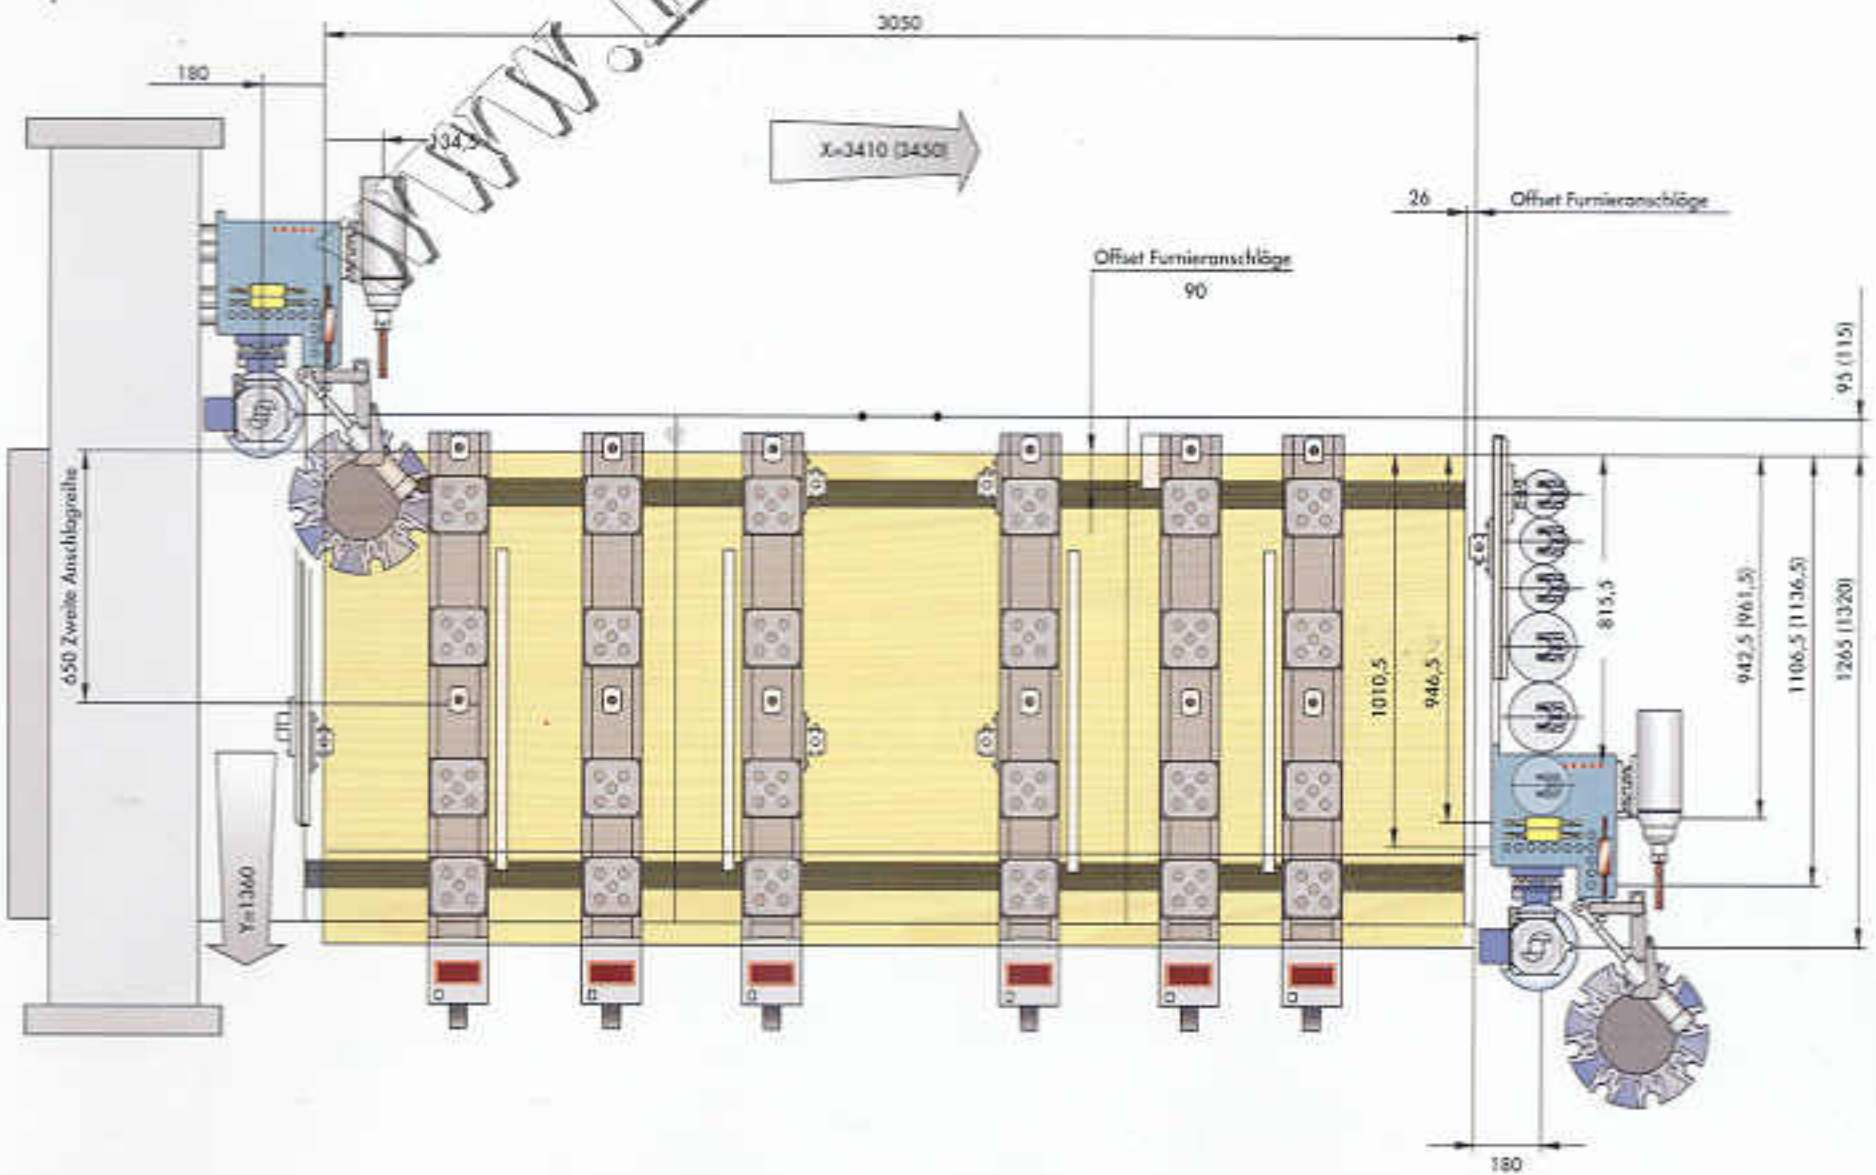 3050
180
134,5
X=3410 (3450)
26
Offset Furnieranschläge
Offset Furnieranschläge
90
95 (115)
650 Zweite Anschlagreihe
815,5
1010,5
946,5
942,5 (961,5)
1106,5 (1136,5)
1265 (1320)
Y=1360
180
www.